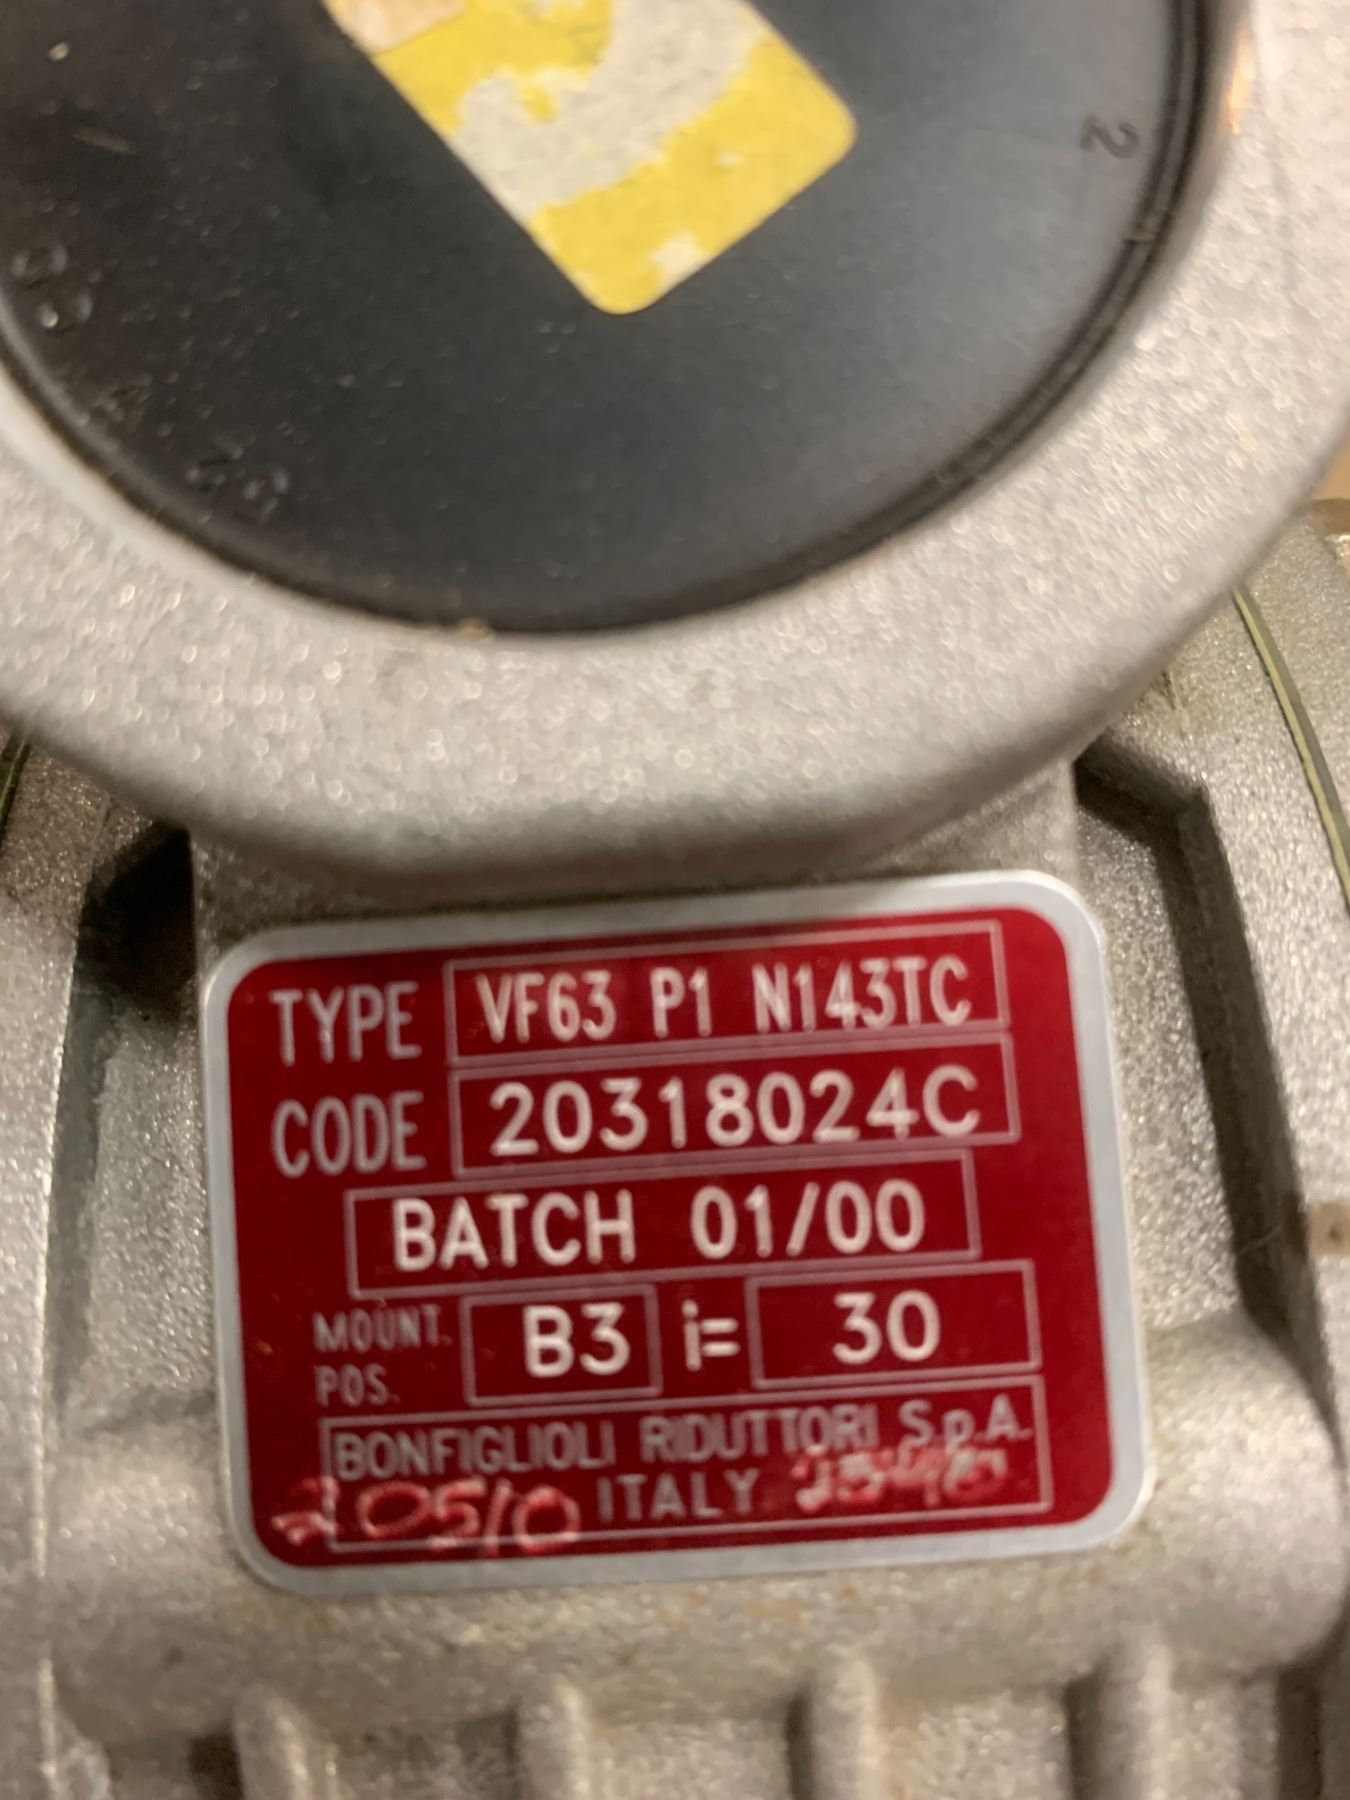 2
TYPE VF63 P1 N143TC
CODE 20318024C
BATCH 01/00
MOUNT. POS. B3 i= 30
BONFIGLIOLI RIDUTTORI S.p.A.
20510 ITALY